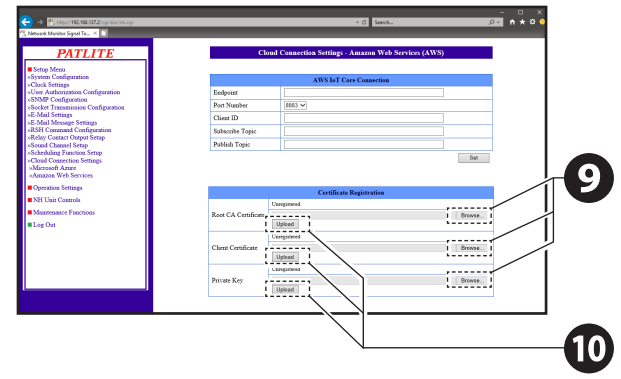 http://192.168.137.2/cgi-bin/nh.cgi
Search...
Network Monitor Signal To...
PATLITE
Setup Menu
»System Configuration
»Clock Settings
»User Authorization Configuration
»SNMP Configuration
»Socket Transmission Configuration
»E-Mail Settings
»E-Mail Message Settings
»RSH Command Configuration
»Relay Contact Output Setup
»Sound Channel Setup
»Scheduling Function Setup
»Cloud Connection Settings
»Microsoft Azure
»Amazon Web Services
Operation Settings
NH Unit Controls
Maintenance Functions
Log Out
Cloud Connection Settings - Amazon Web Services (AWS)
AWS IoT Core Connection
Endpoint
Port Number 8883
Client ID
Subscribe Topic
Publish Topic
Set
Certificate Registration
Unregistered
Root CA Certificate Browse...
Upload
Unregistered
Client Certificate Browse...
Upload
Unregistered
Private Key Browse...
Upload
9
10